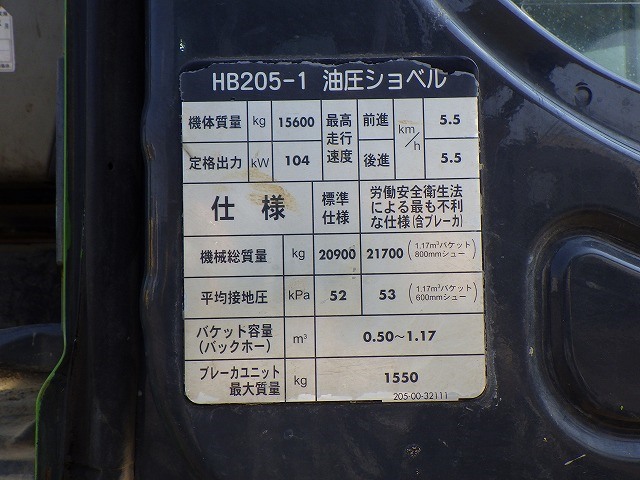 HB205-1 油圧ショベル
機体質量 kg 15600 最高走行速度 前進 km/h 5.5
定格出力 kW 104 後進 5.5
仕様 標準仕様 労働安全衛生法による最も不利な仕様(含ブレーカ)
機械総質量 kg 20900 21700 (1.17m³バケット 800mmシュー)
平均接地圧 kPa 52 53 (1.17m³バケット 600mmシュー)
バケット容量(バックホー) m³ 0.50～1.17
ブレーカユニット最大質量 kg 1550
205-00-32111